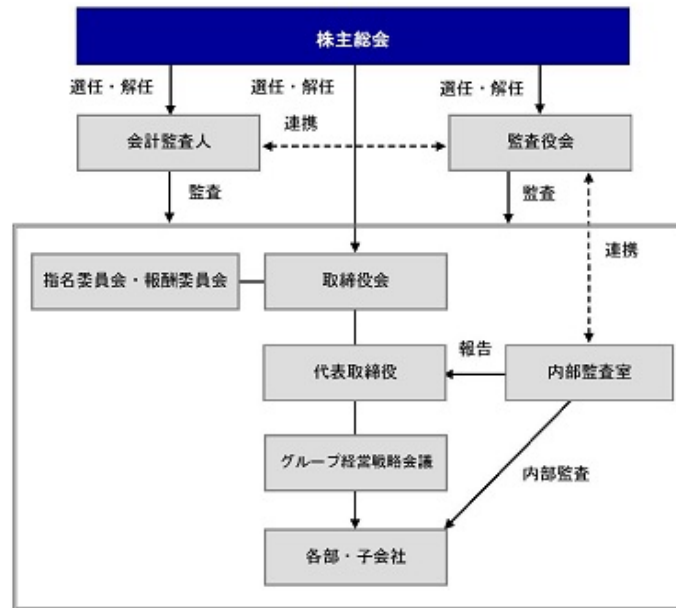 株主総会
選任・解任
選任・解任
選任・解任
会計監査人
連携
監査役会
監査
監査
指名委員会・報酬委員会
取締役会
連携
代表取締役
報告
内部監査室
グループ経営戦略会議
内部監査
各部・子会社